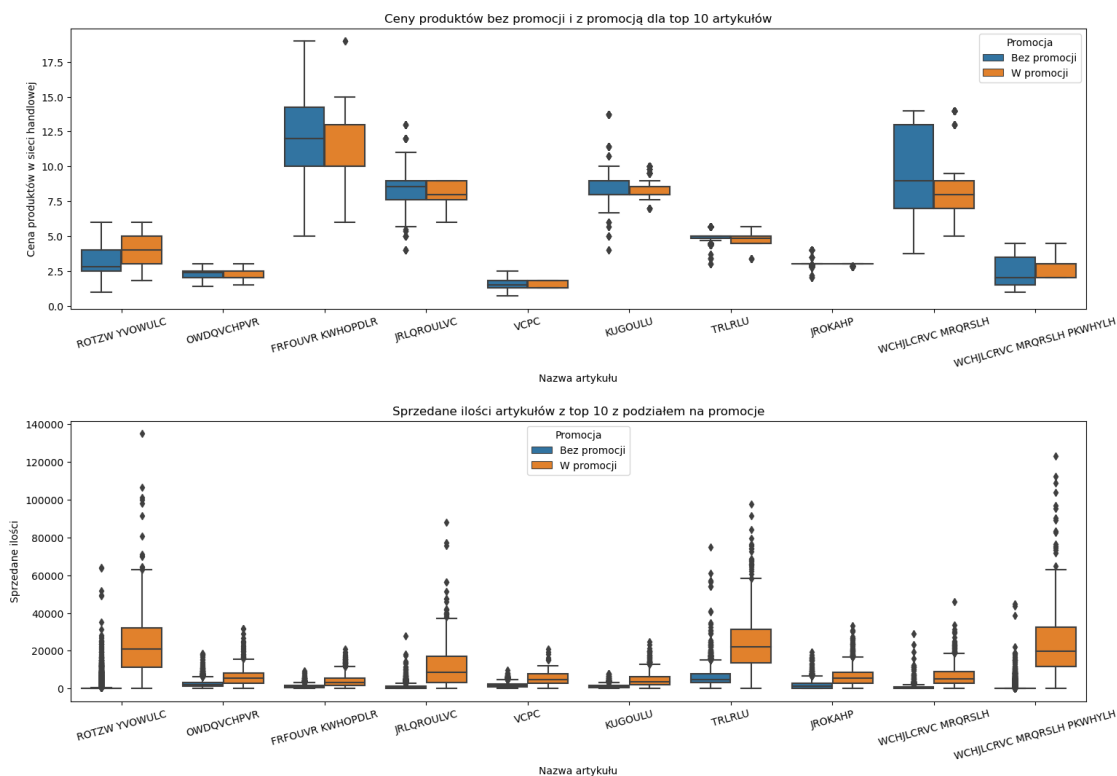 Ceny produktów bez promocji i z promocją dla top 10 artykułów
Promocja
Bez promocji
W promocji
Cena produktów w sieci handlowej
17.5
15.0
12.5
10.0
7.5
5.0
2.5
0.0
ROTZW YVOWULC
OWDQVCHPVR
FRFOUVR KWHOPDLR
JRLQROULVC
VCPC
KUGOULU
TRLRLU
JROKAHP
WCHJLCRVC MRQRSLH
WCHJLCRVC MRQRSLH PKWHYLH
Nazwa artykułu
Sprzedane ilości artykułów z top 10 z podziałem na promocje
Promocja
Bez promocji
W promocji
Sprzedane ilości
140000
120000
100000
80000
60000
40000
20000
0
ROTZW YVOWULC
OWDQVCHPVR
FRFOUVR KWHOPDLR
JRLQROULVC
VCPC
KUGOULU
TRLRLU
JROKAHP
WCHJLCRVC MRQRSLH
WCHJLCRVC MRQRSLH PKWHYLH
Nazwa artykułu